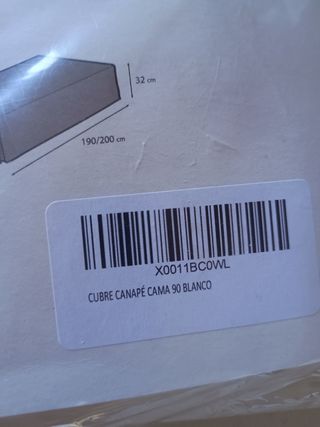 32 cm
190/200 cm
X0011BC0WL
CUBRE CANAPÉ CAMA 90 BLANCO